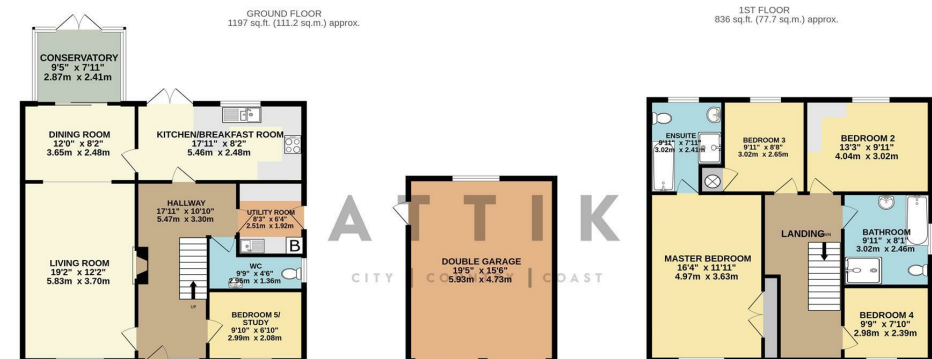 GROUND FLOOR
1197 sq.ft. (111.2 sq.m.) approx.
CONSERVATORY
9'5" x 7'11"
2.87m x 2.41m
DINING ROOM
12'0" x 8'2"
3.65m x 2.48m
KITCHEN/BREAKFAST ROOM
17'11" x 8'2"
5.46m x 2.48m
HALLWAY
17'11" x 10'10"
5.47m x 3.30m
UTILITY ROOM
8'3" x 6'4"
2.51m x 1.92m
B
LIVING ROOM
19'2" x 12'2"
5.83m x 3.70m
WC
9'9" x 4'6"
2.96m x 1.36m
UP
BEDROOM 5/
STUDY
9'10" x 6'10"
2.99m x 2.08m
ATTIK
CITY | COUNTRY | COAST
DOUBLE GARAGE
19'5" x 15'6"
5.93m x 4.73m
1ST FLOOR
836 sq.ft. (77.7 sq.m.) approx.
ENSUITE
9'11" x 7'11"
3.02m x 2.41m
BEDROOM 3
9'11" x 8'8"
3.02m x 2.65m
BEDROOM 2
13'3" x 9'11"
4.04m x 3.02m
LANDING
DOWN
BATHROOM
9'11" x 8'1"
3.02m x 2.46m
MASTER BEDROOM
16'4" x 11'11"
4.97m x 3.63m
BEDROOM 4
9'9" x 7'10"
2.98m x 2.39m